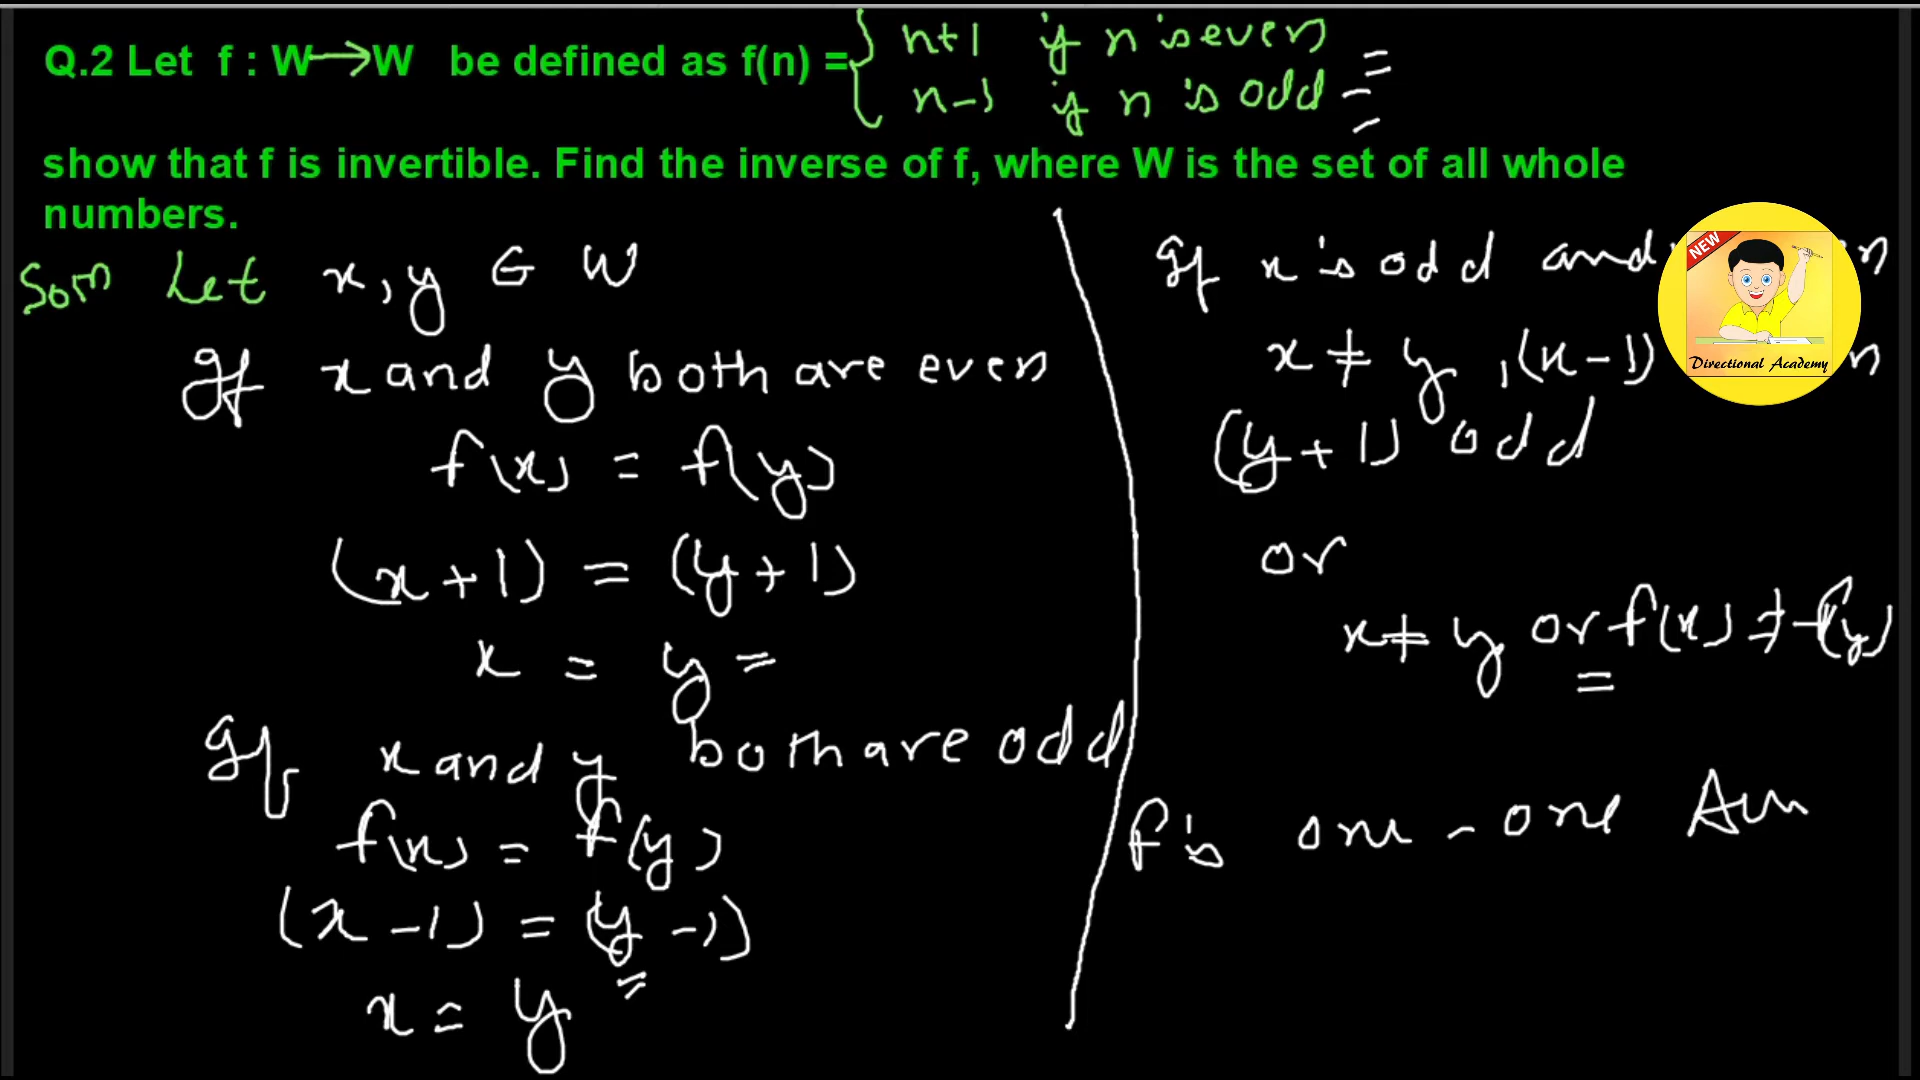 Q.2 Let f : W→W be defined as f(n) = { n+1 if n is even
n-1 if n is odd
show that f is invertible. Find the inverse of f, where W is the set of all whole
numbers.
Soln Let x, y ∈ W
If x and y both are even
f(x) = f(y)
(x+1) = (y+1)
x = y
If x and y both are odd
f(x) = f(y)
(x-1) = (y-1)
x = y
If x is odd and
x ≠ y, (x-1)
(y+1) odd
or
x ≠ y or f(x) ≠ f(y)
f is one - one
NEW
Directional Academy